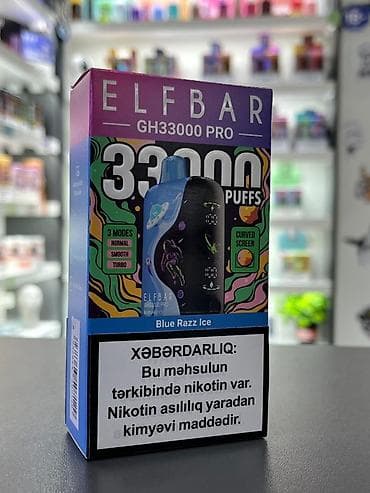 ELFBAR
GH33000 PRO
33000
PUFFS
3 MODES
NORMAL
SMOOTH
TURBO
CURVED
SCREEN
ELFBAR
Blue Razz Ice
XƏBƏRDARLIQ:
Bu məhsulun
tərkibində nikotin var.
Nikotin asılılıq yaradan
kimyəvi maddədir.